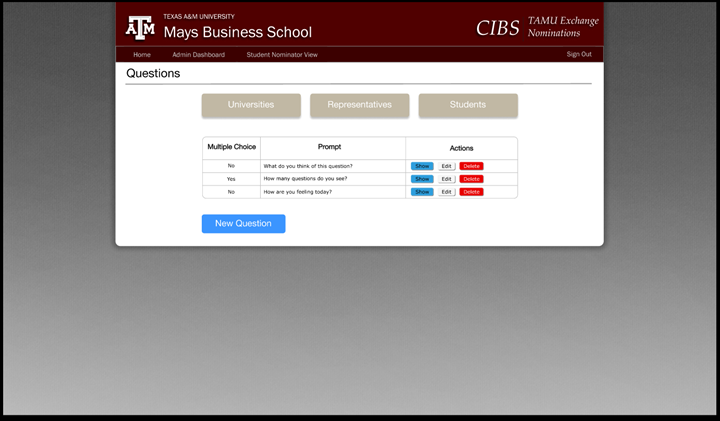 TEXAS A&M UNIVERSITY
Mays Business School
CIBS TAMU Exchange
Nominations
Home Admin Dashboard Student Nominator View Sign Out
Questions
Universities Representatives Students
Multiple Choice Prompt Actions
No What do you think of this question? Show Edit Delete
Yes How many questions do you see? Show Edit Delete
No How are you feeling today? Show Edit Delete
New Question